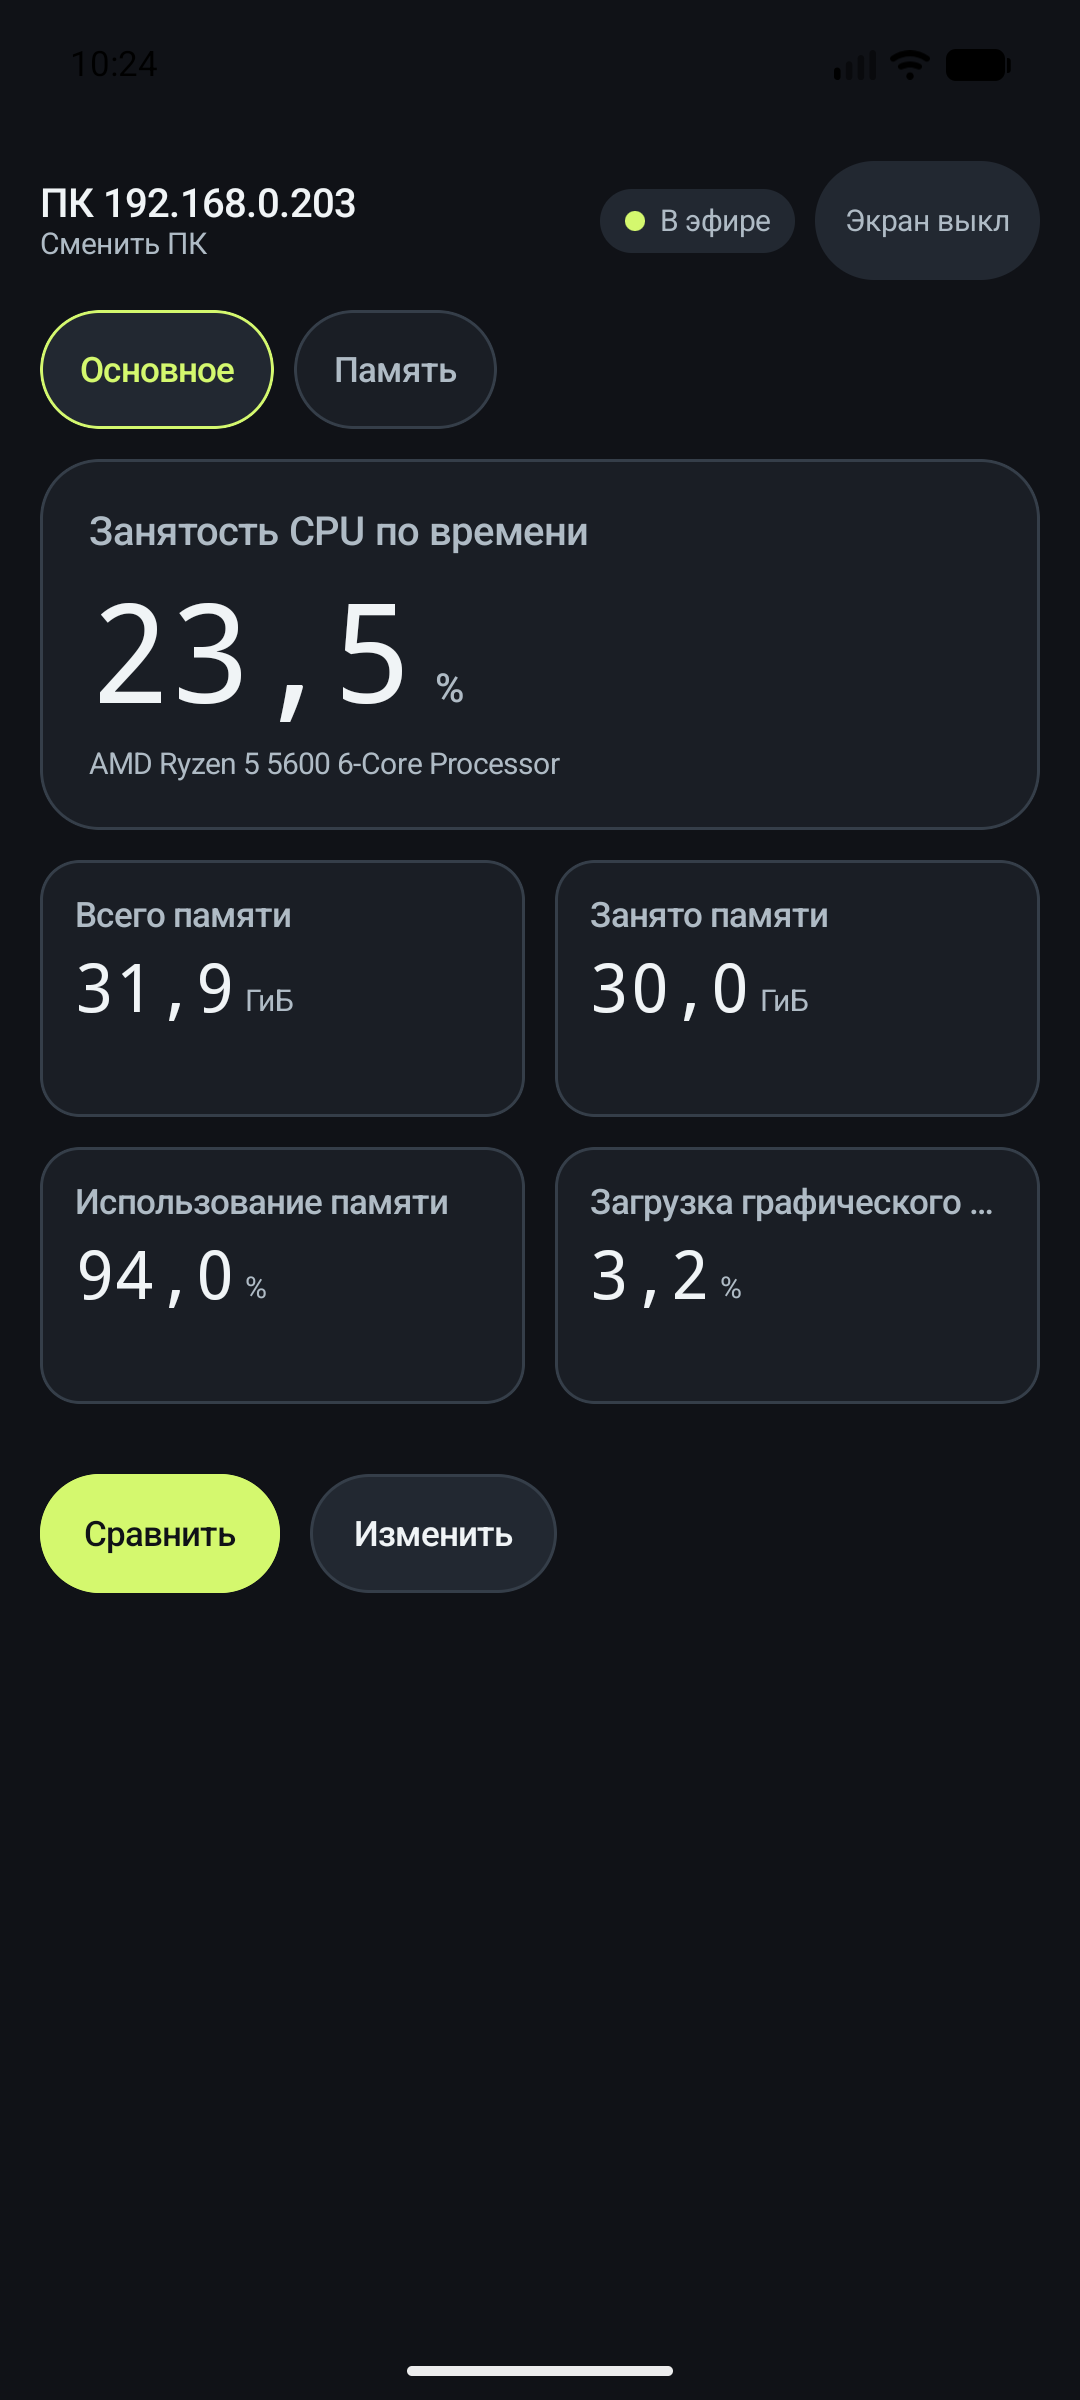 10:24
ПК 192.168.0.203
Сменить ПК
В эфире
Экран выкл
Основное
Память
Занятость CPU по времени
23,5 %
AMD Ryzen 5 5600 6-Core Processor
Всего памяти
31,9 ГиБ
Занято памяти
30,0 ГиБ
Использование памяти
94,0 %
Загрузка графического ...
3,2 %
Сравнить
Изменить